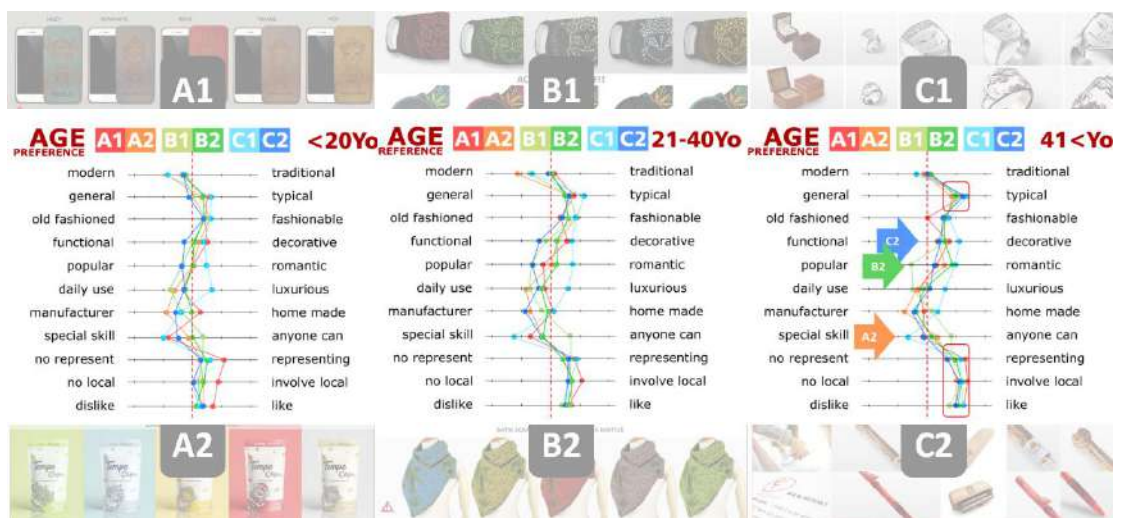 A1
B1
C1
AGE
PREFERENCE
A1 A2 B1 B2 C1 C2
<20Yo
modern traditional
general typical
old fashioned fashionable
functional decorative
popular romantic
daily use luxurious
manufacturer home made
special skill anyone can
no represent representing
no local involve local
dislike like
AGE
REFERENCE
A1 A2 B1 B2 C1 C2
21-40Yo
modern traditional
general typical
old fashioned fashionable
functional decorative
popular romantic
daily use luxurious
manufacturer home made
special skill anyone can
no represent representing
no local involve local
dislike like
AGE
PREFERENCE
A1 A2 B1 B2 C1 C2
41<Yo
modern traditional
general typical
old fashioned fashionable
functional C2 decorative
popular B2 romantic
daily use luxurious
manufacturer home made
special skill A2 anyone can
no represent representing
no local involve local
dislike like
A2
B2
C2